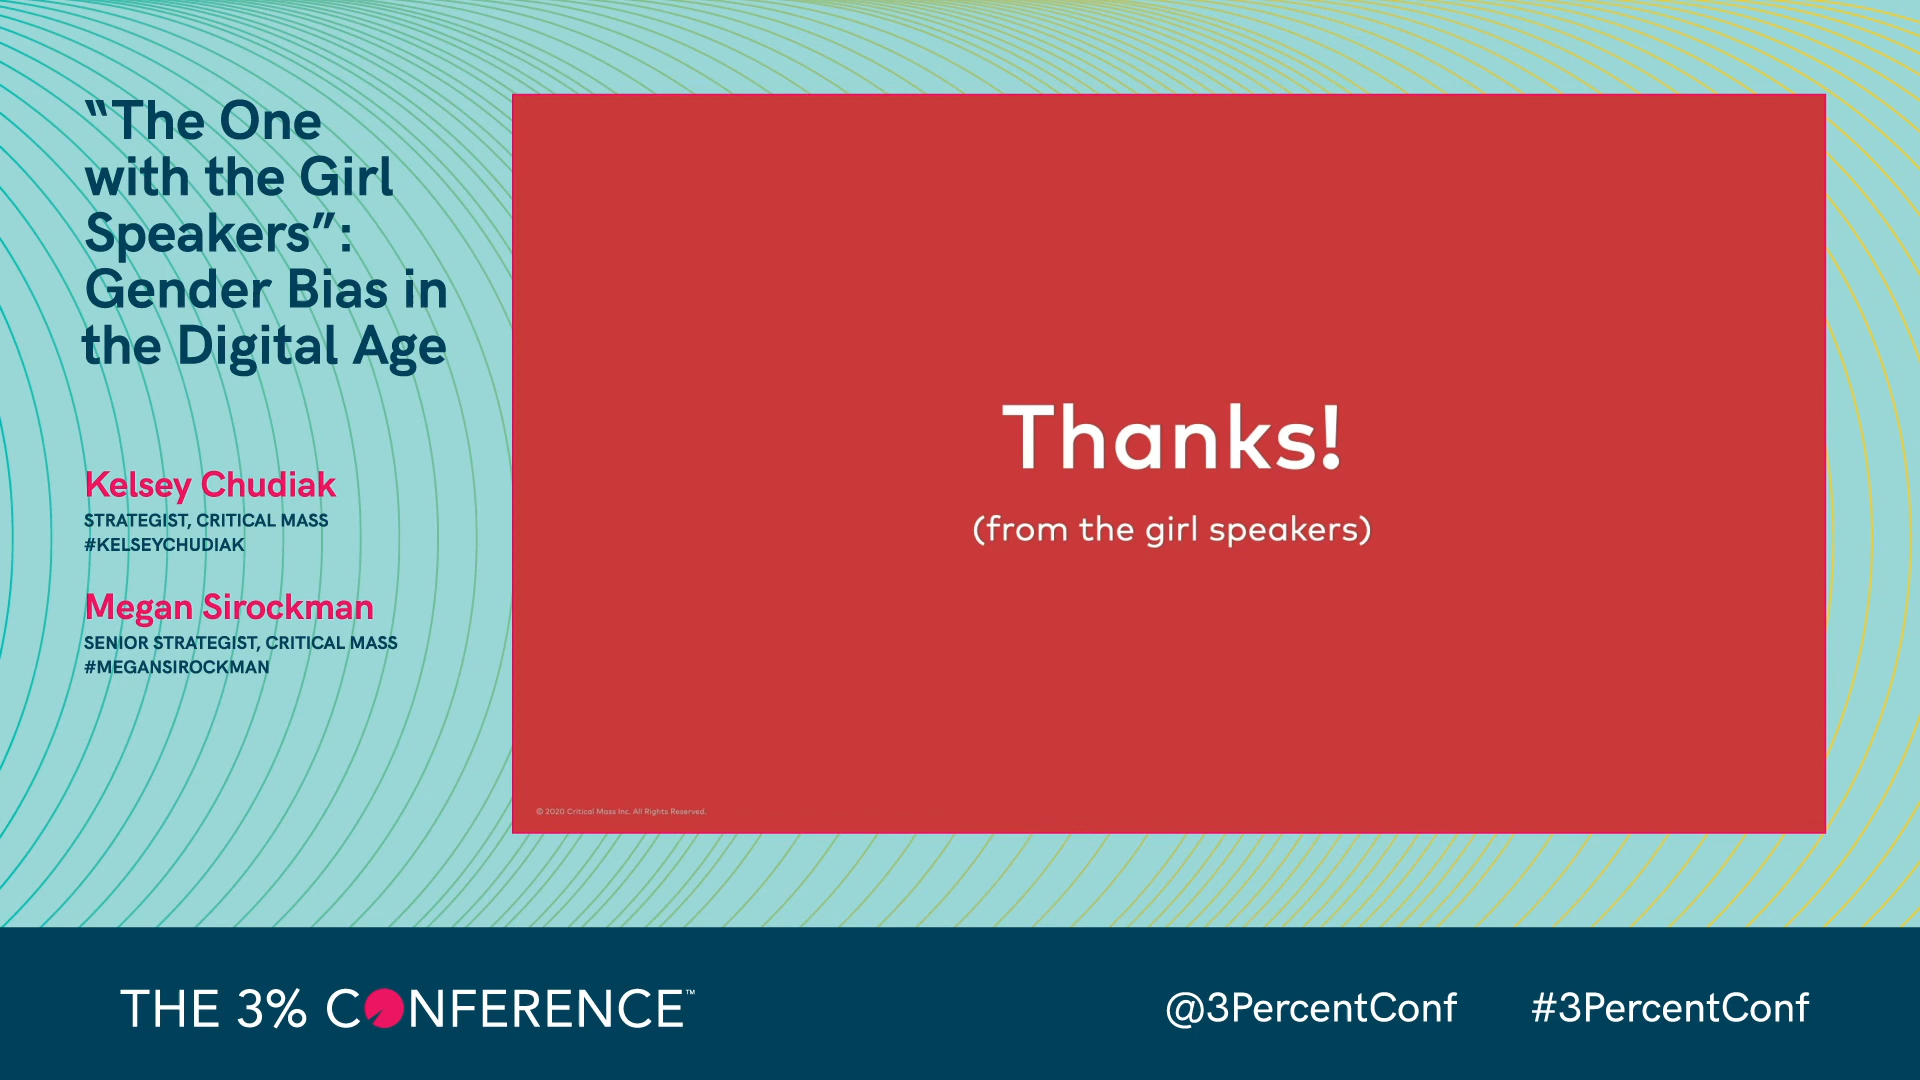 “The One
with the Girl
Speakers”:
Gender Bias in
the Digital Age
Kelsey Chudiak
STRATEGIST, CRITICAL MASS
#KELSEYCHUDIAK
Megan Sirockman
SENIOR STRATEGIST, CRITICAL MASS
#MEGANSIROCKMAN
Thanks!
(from the girl speakers)
© 2020 Critical Mass Inc. All Rights Reserved.
THE 3% CONFERENCE™
@3PercentConf #3PercentConf